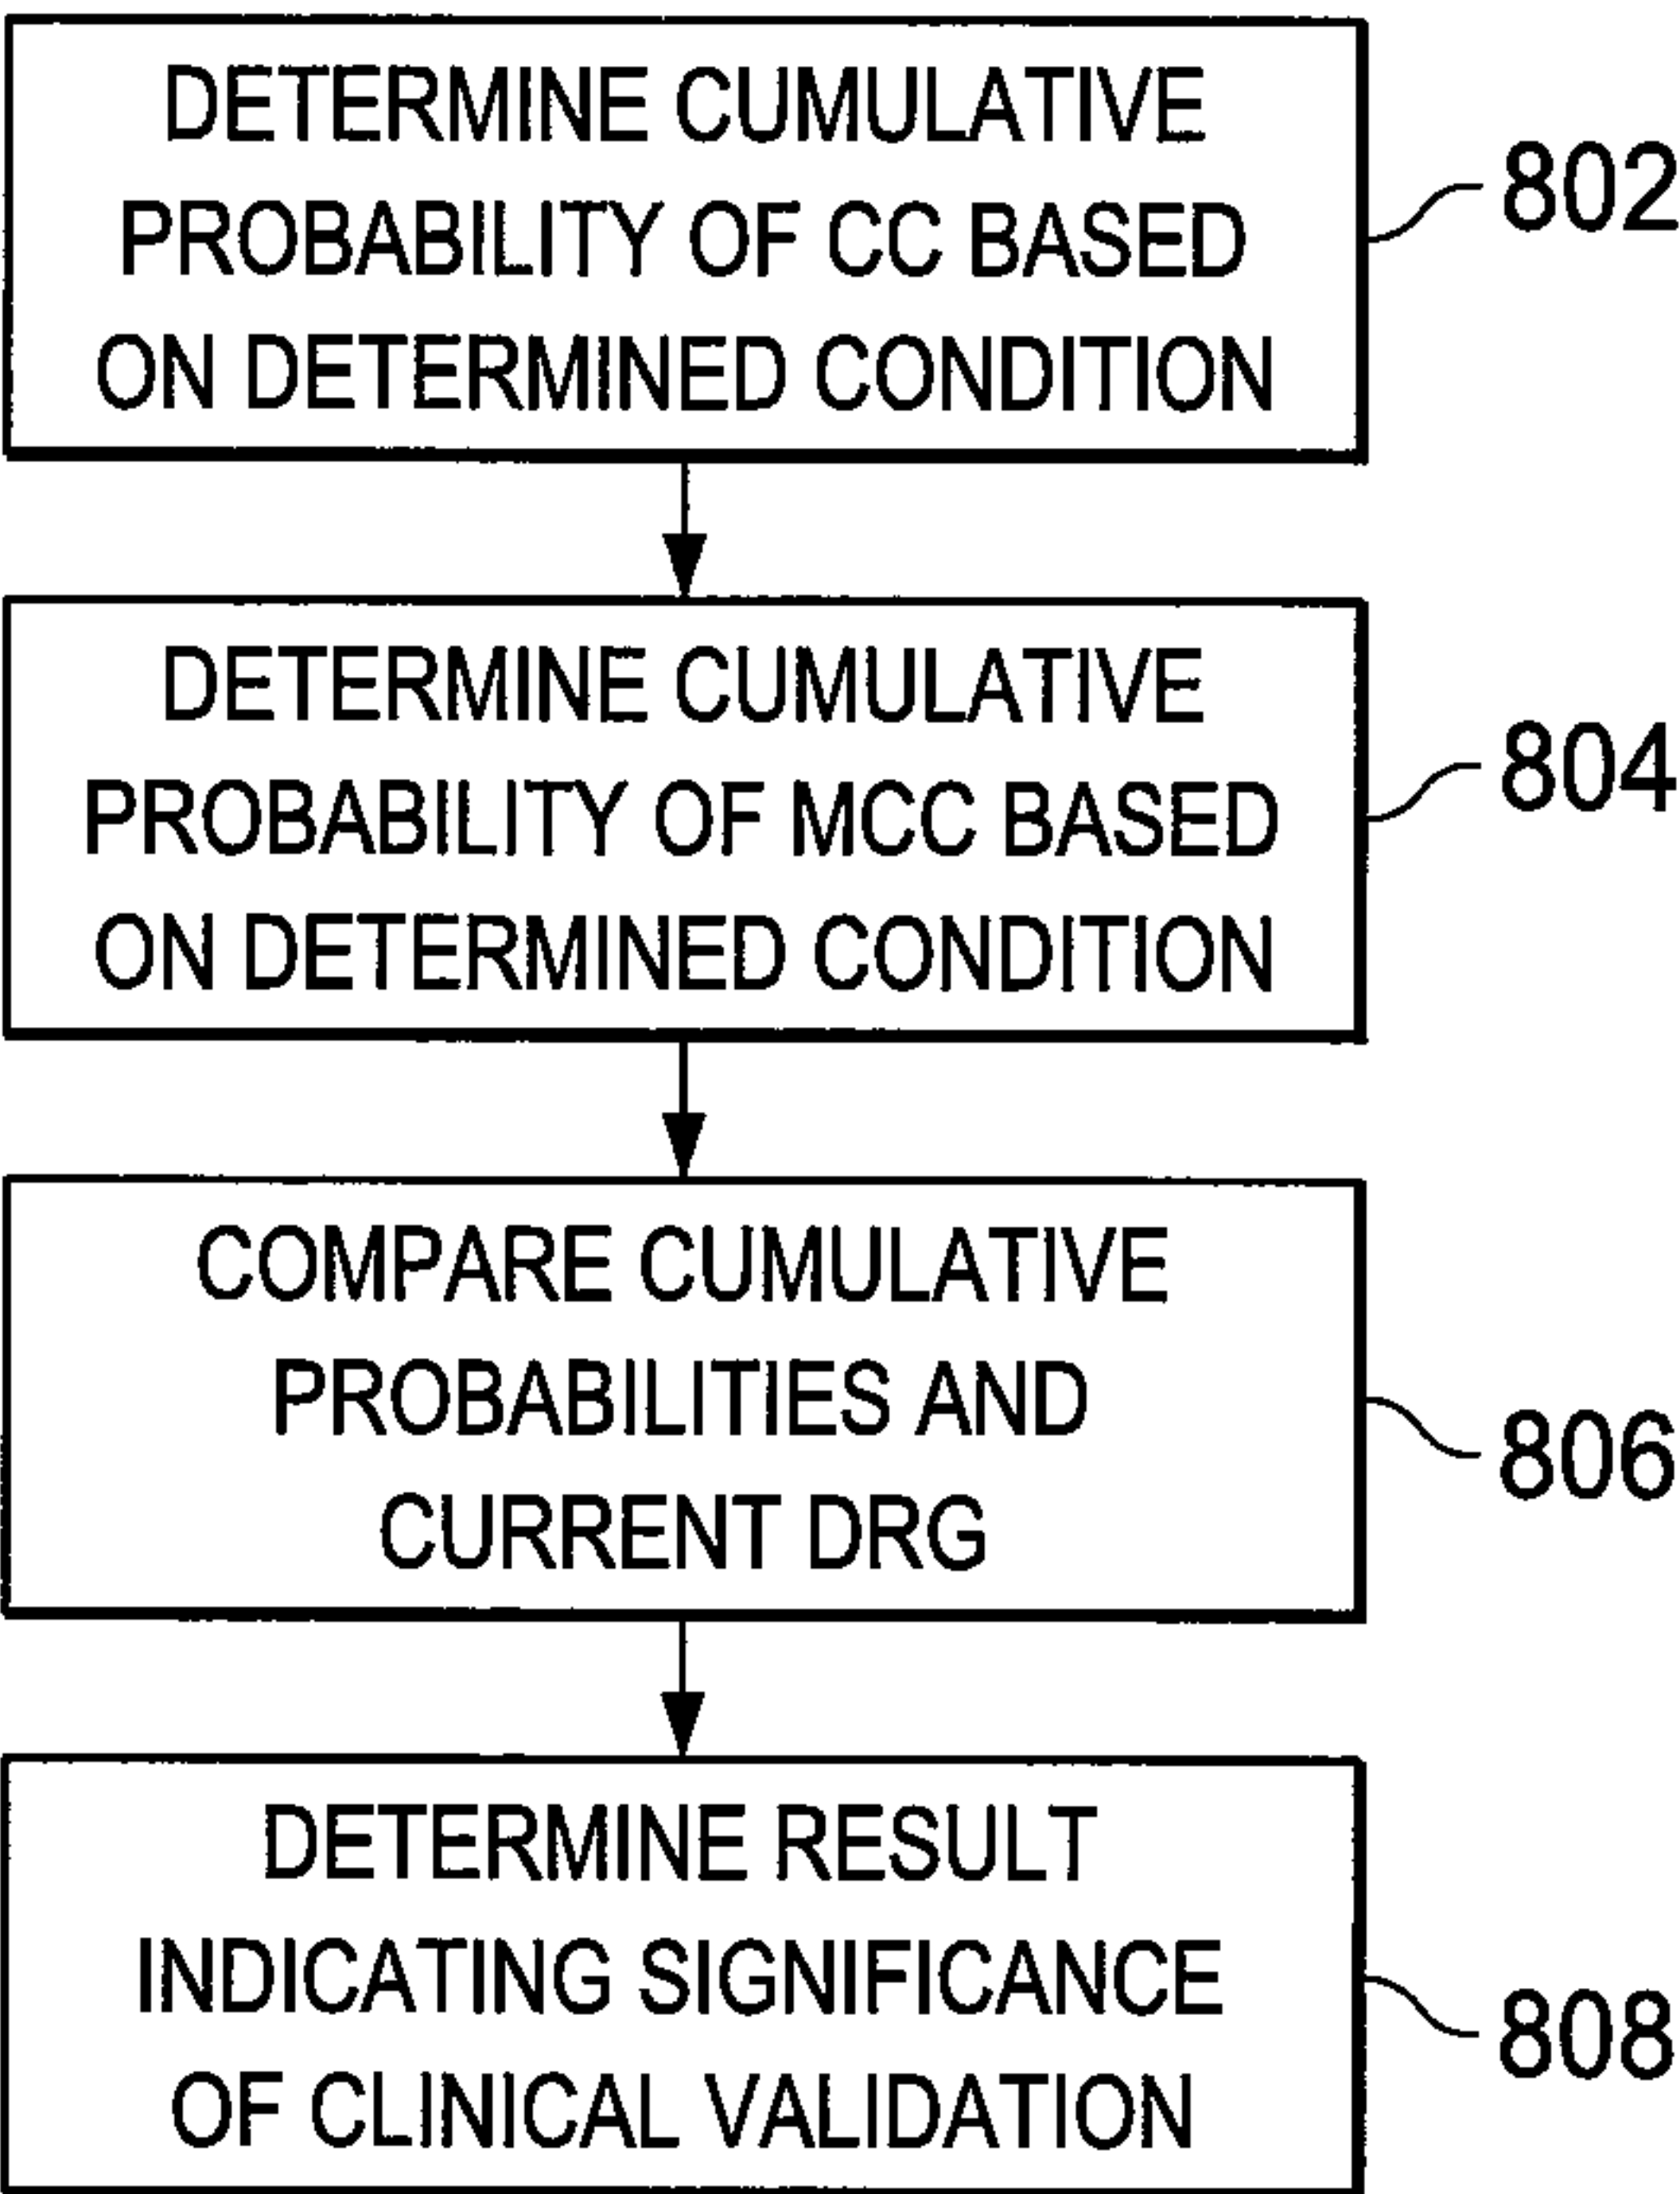 DETERMINE CUMULATIVE
PROBABILITY OF CC BASED
ON DETERMINED CONDITION
802
DETERMINE CUMULATIVE
PROBABILITY OF MCC BASED
ON DETERMINED CONDITION
804
COMPARE CUMULATIVE
PROBABILITIES AND
CURRENT DRG
806
DETERMINE RESULT
INDICATING SIGNIFICANCE
OF CLINICAL VALIDATION
808